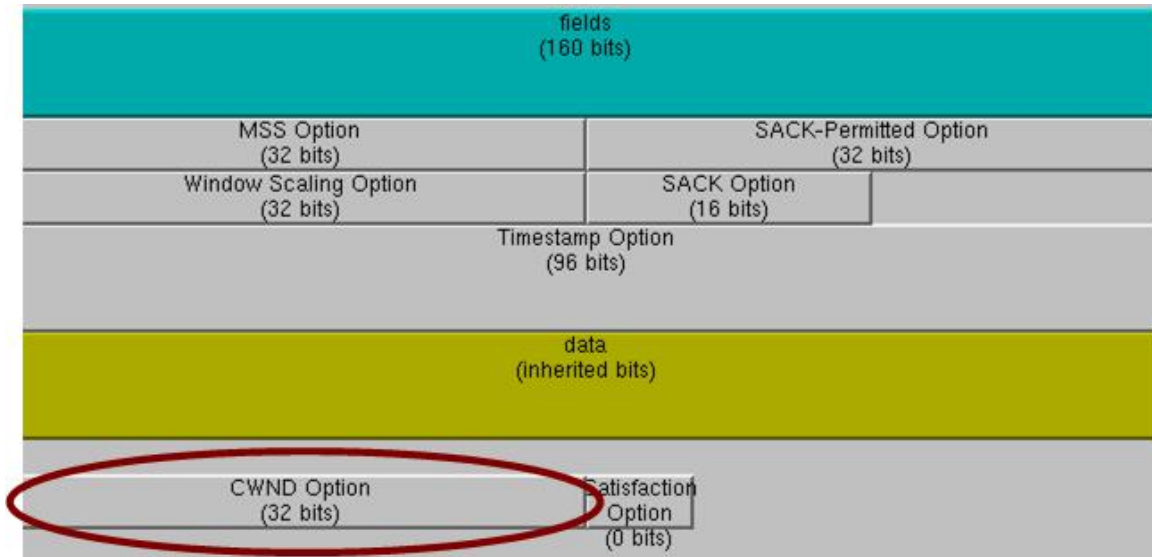 fields
(160 bits)
MSS Option
(32 bits)
SACK-Permitted Option
(32 bits)
Window Scaling Option
(32 bits)
SACK Option
(16 bits)
Timestamp Option
(96 bits)
data
(inherited bits)
CWND Option
(32 bits)
Satisfaction
Option
(0 bits)